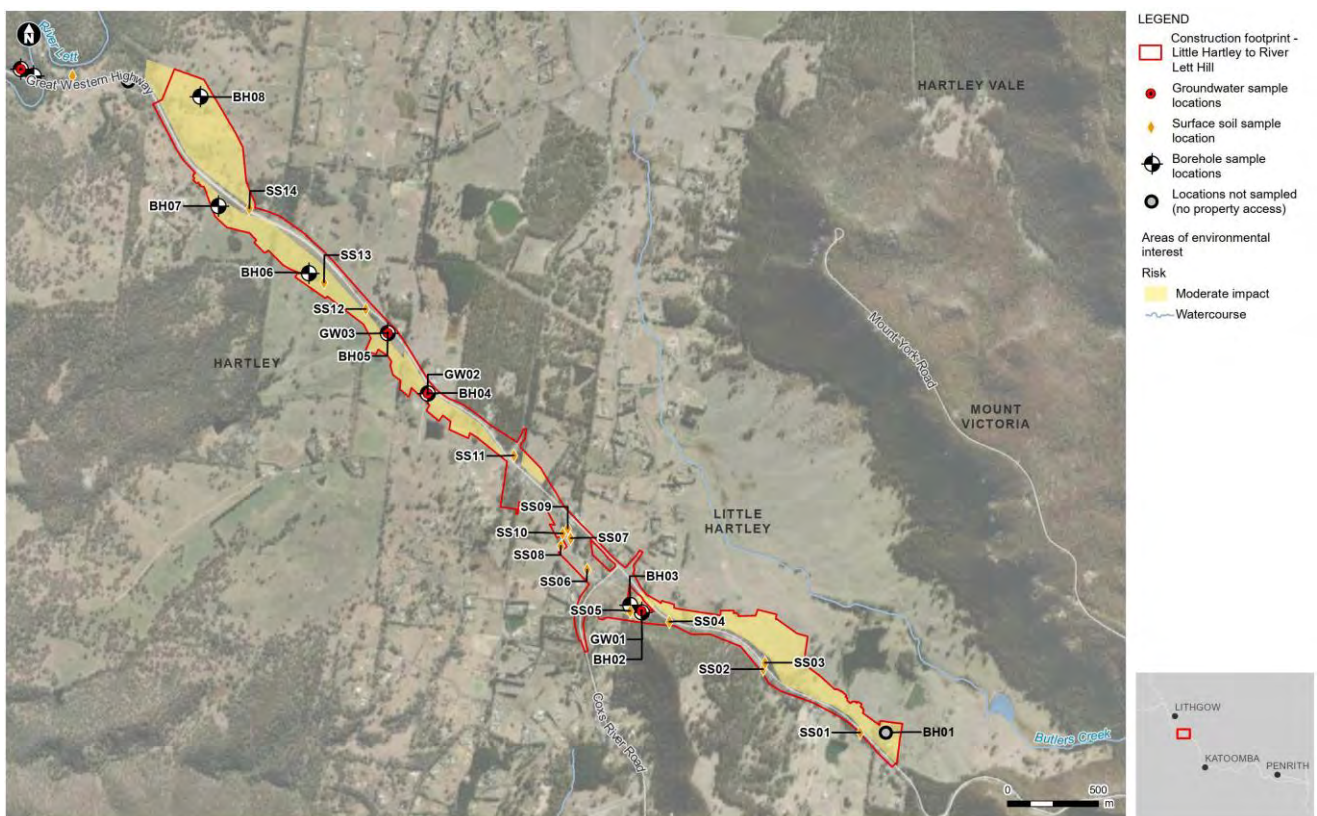 N
River Lett
Great Western Highway
BH08
SS14
BH07
SS13
BH06
SS12
GW03
BH05
HARTLEY
GW02
BH04
SS11
SS09
SS10
SS07
SS08
SS06
BH03
SS05
SS04
GW01
BH02
SS03
SS02
SS01
BH01
HARTLEY VALE
Mount York Road
MOUNT
VICTORIA
LITTLE
HARTLEY
Coxs River Road
Butlers Creek
0 500
m
LEGEND
Construction footprint -
Little Hartley to River
Lett Hill
Groundwater sample
locations
Surface soil sample
location
Borehole sample
locations
Locations not sampled
(no property access)
Areas of environmental
interest
Risk
Moderate impact
Watercourse
LITHGOW
KATOOMBA
PENRITH